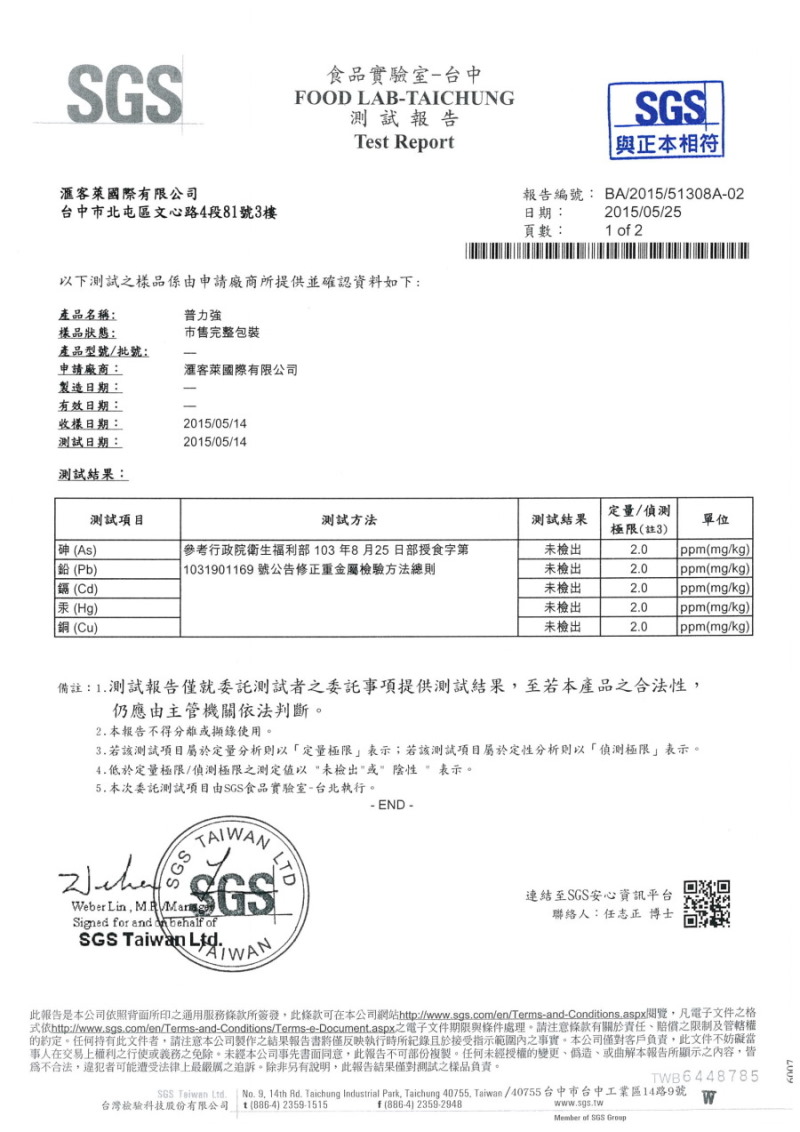 SGS
食品實驗室-台中
FOOD LAB-TAICHUNG
測 試 報 告
Test Report
SGS
與正本相符
滙客萊國際有限公司
台中市北屯區文心路4段81號3樓
報告編號： BA/2015/51308A-02
日期： 2015/05/25
頁數： 1 of 2
以下測試之樣品係由申請廠商所提供並確認資料如下:
產品名稱: 普力強
樣品狀態: 市售完整包裝
產品型號/批號: —
申請廠商： 滙客萊國際有限公司
製造日期： —
有效日期： —
收樣日期： 2015/05/14
測試日期： 2015/05/14
測試結果：
測試項目 測試方法 測試結果 定量/偵測極限(註3) 單位
砷 (As) 參考行政院衛生福利部 103 年8 月25 日部授食字第 未檢出 2.0 ppm(mg/kg)
鉛 (Pb) 1031901169 號公告修正重金屬檢驗方法總則 未檢出 2.0 ppm(mg/kg)
鎘 (Cd) 未檢出 2.0 ppm(mg/kg)
汞 (Hg) 未檢出 2.0 ppm(mg/kg)
銅 (Cu) 未檢出 2.0 ppm(mg/kg)
備註：1.測試報告僅就委託測試者之委託事項提供測試結果，至若本產品之合法性，
仍應由主管機關依法判斷。
2.本報告不得分離或擷錄使用。
3.若該測試項目屬於定量分析則以「定量極限」表示；若該測試項目屬於定性分析則以「偵測極限」表示。
4.低於定量極限/偵測極限之測定值以 "未檢出"或" 陰性 " 表示。
5.本次委託測試項目由SGS食品實驗室-台北執行。
- END -
SGS TAIWAN LTD
SGS
TAIWAN
Weber Lin, M.R./Manager
Signed for and on behalf of
SGS Taiwan Ltd.
連結至SGS安心資訊平台
聯絡人：任志正 博士
此報告是本公司依照背面所印之通用服務條款所簽發，此條款可在本公司網站http://www.sgs.com/en/Terms-and-Conditions.aspx閱覽，凡電子文件之格
式依http://www.sgs.com/en/Terms-and-Conditions/Terms-e-Document.aspx之電子文件期限與條件處理。請注意條款有關於責任、賠償之限制及管轄權
的約定。任何持有此文件者，請注意本公司製作之結果報告書將僅反映執行時所紀錄且於接受指示範圍內之事實。本公司僅對客戶負責，此文件不妨礙當
事人在交易上權利之行使或義務之免除。未經本公司事先書面同意，此報告不可部份複製。任何未經授權的變更、偽造、或曲解本報告所顯示之內容，皆
為不合法，違犯者可能遭受法律上最嚴厲之追訴。除非另有說明，此報告結果僅對測試之樣品負責。
TWB6448785
7009
SGS Taiwan Ltd. No. 9, 14th Rd. Taichung Industrial Park, Taichung 40755, Taiwan /40755台中市台中工業區14路9號
台灣檢驗科技股份有限公司 t (886-4) 2359-1515 f (886-4) 2359-2948 www.sgs.tw
W
Member of SGS Group